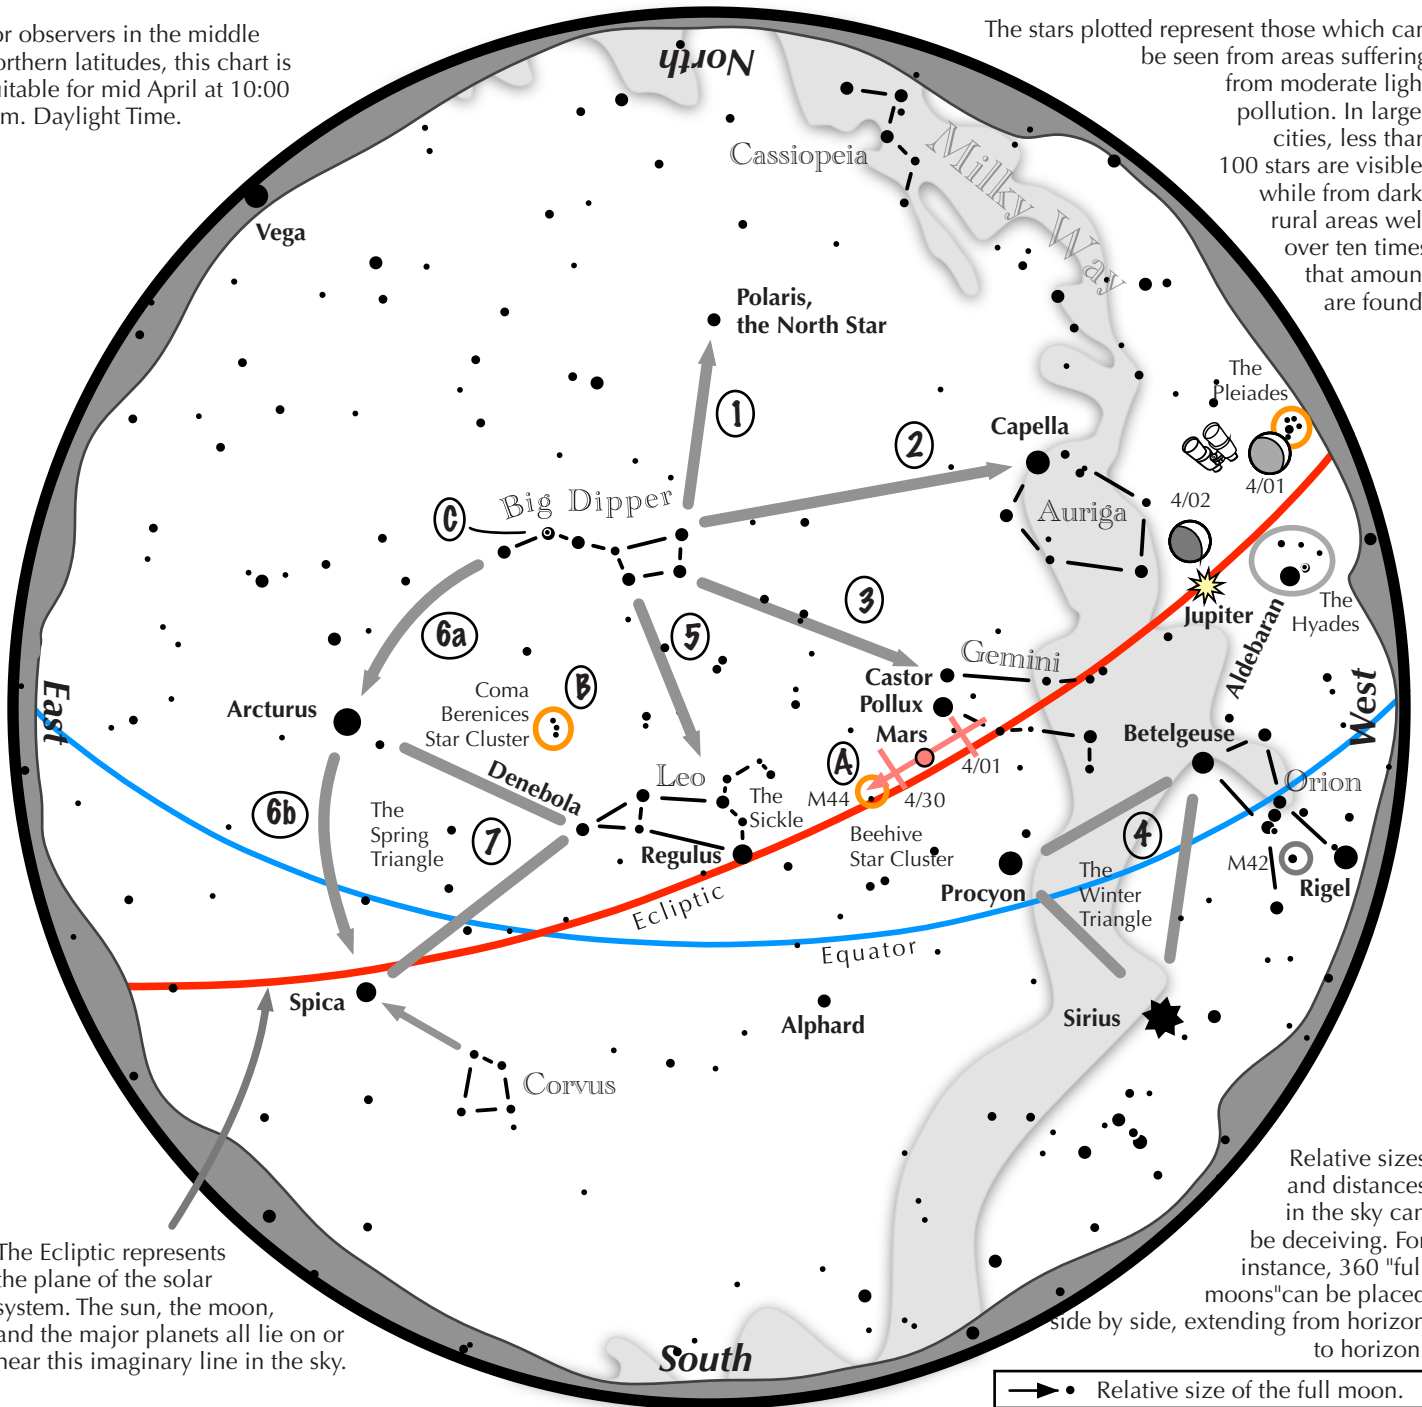 or observers in the middle
orthern latitudes, this chart is
uitable for mid April at 10:00
m. Daylight Time.
The stars plotted represent those which can
be seen from areas suffering
from moderate ligh
pollution. In large
cities, less than
100 stars are visible
while from dark
rural areas wel
over ten times
that amoun
are found
North
Cassiopeia
Milky Way
Vega
Polaris,
the North Star
The
Pleiades
1
2
Capella
4/01
4/02
Big Dipper
C
Auriga
3
Jupiter
The
Hyades
Aldebaran
6a
5
Gemini
Castor
Pollux
Mars
4/01
East
West
Arcturus
Coma
Berenices
Star Cluster
B
A
M44
4/30
Beehive
Star Cluster
Betelgeuse
Orion
Denebola
Leo
The
Sickle
6b
The
Spring
Triangle
7
Regulus
4
M42
Rigel
Procyon
The
Winter
Triangle
Ecliptic
Equator
Spica
Alphard
Sirius
Corvus
The Ecliptic represents
the plane of the solar
system. The sun, the moon,
and the major planets all lie on or
near this imaginary line in the sky.
Relative sizes
and distances
in the sky can
be deceiving. For
instance, 360 "ful
moons"can be placed
side by side, extending from horizon
to horizon
South
Relative size of the full moon.